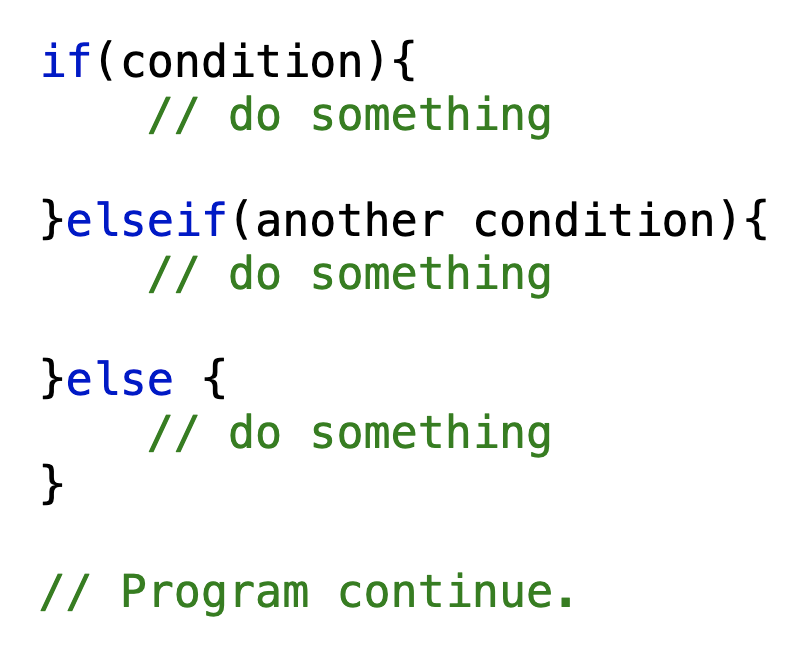 if(condition){
    // do something
}elseif(another condition){
    // do something
}else {
    // do something
}
// Program continue.